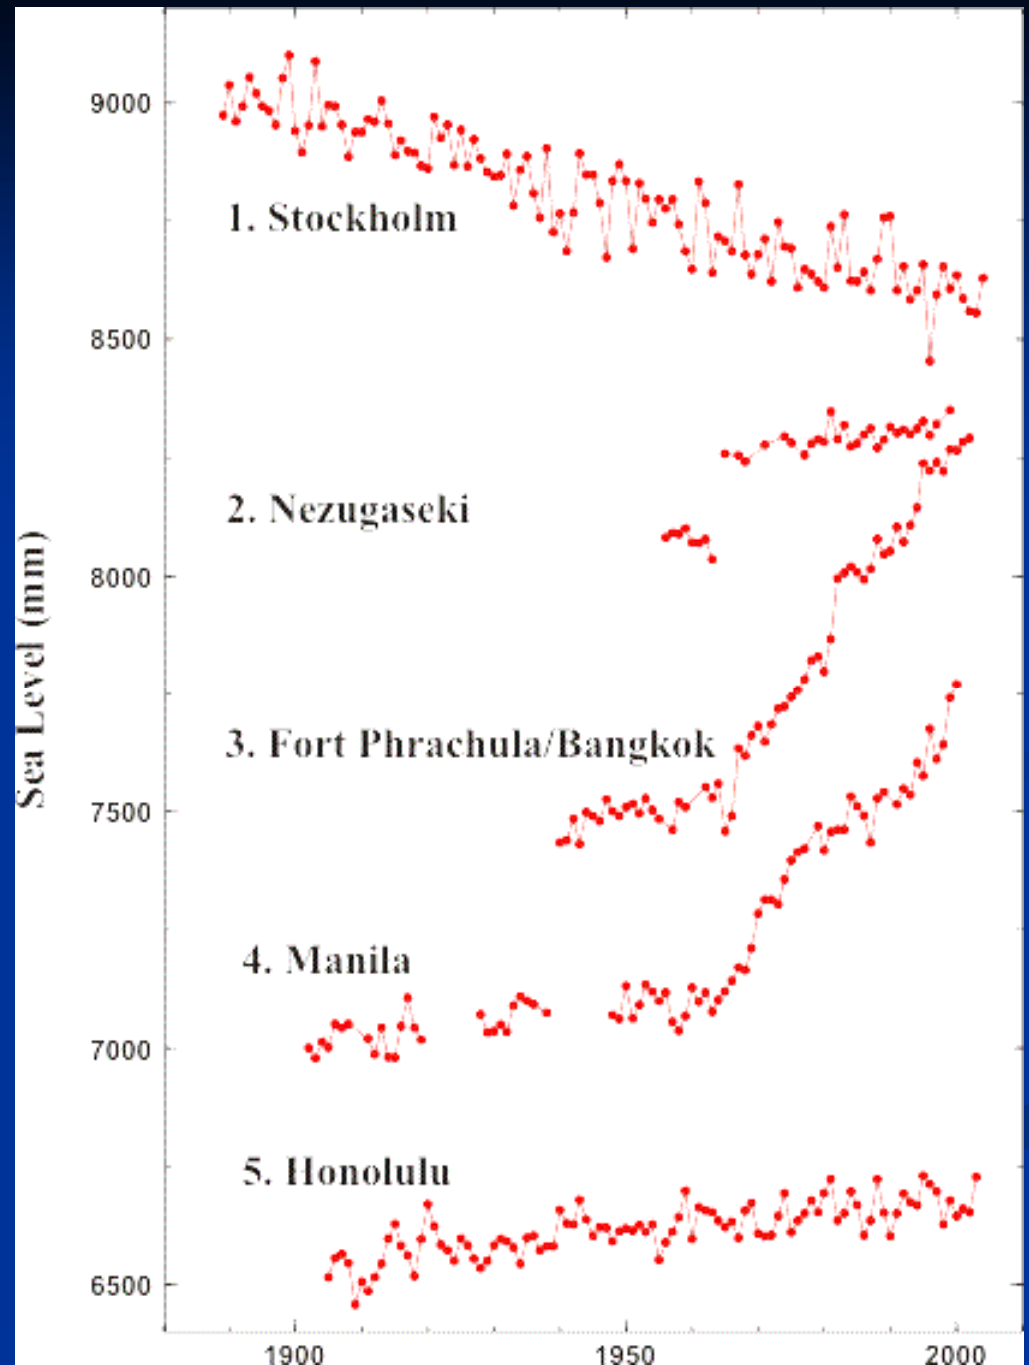 9000
1. Stockholm
8500
2. Nezugaseki
8000
Sea Level (mm)
3. Fort Phrachula/Bangkok
7500
4. Manila
7000
5. Honolulu
6500
1900 1950 2000